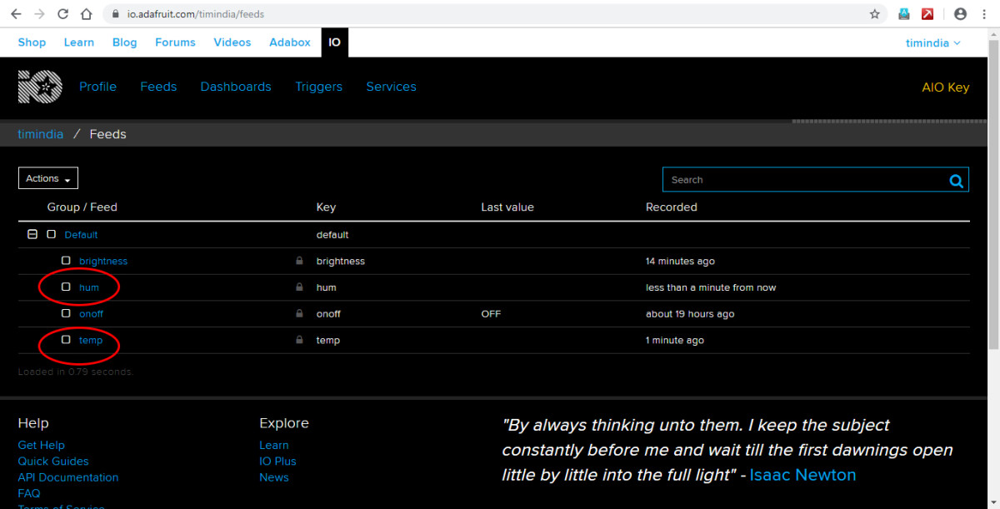 io.adafruit.com/timindia/feeds
Shop Learn Blog Forums Videos Adabox IO timindia
io Profile Feeds Dashboards Triggers Services AIO Key
timindia / Feeds
Actions Search
Group / Feed Key Last value Recorded
Default default
brightness brightness 14 minutes ago
hum hum less than a minute from now
onoff onoff OFF about 19 hours ago
temp temp 1 minute ago
Loaded in 0.79 seconds.
Help
Get Help
Quick Guides
API Documentation
FAQ
Terms of Service
Explore
Learn
IO Plus
News
"By always thinking unto them. I keep the subject
constantly before me and wait till the first dawnings open
little by little into the full light" - Isaac Newton